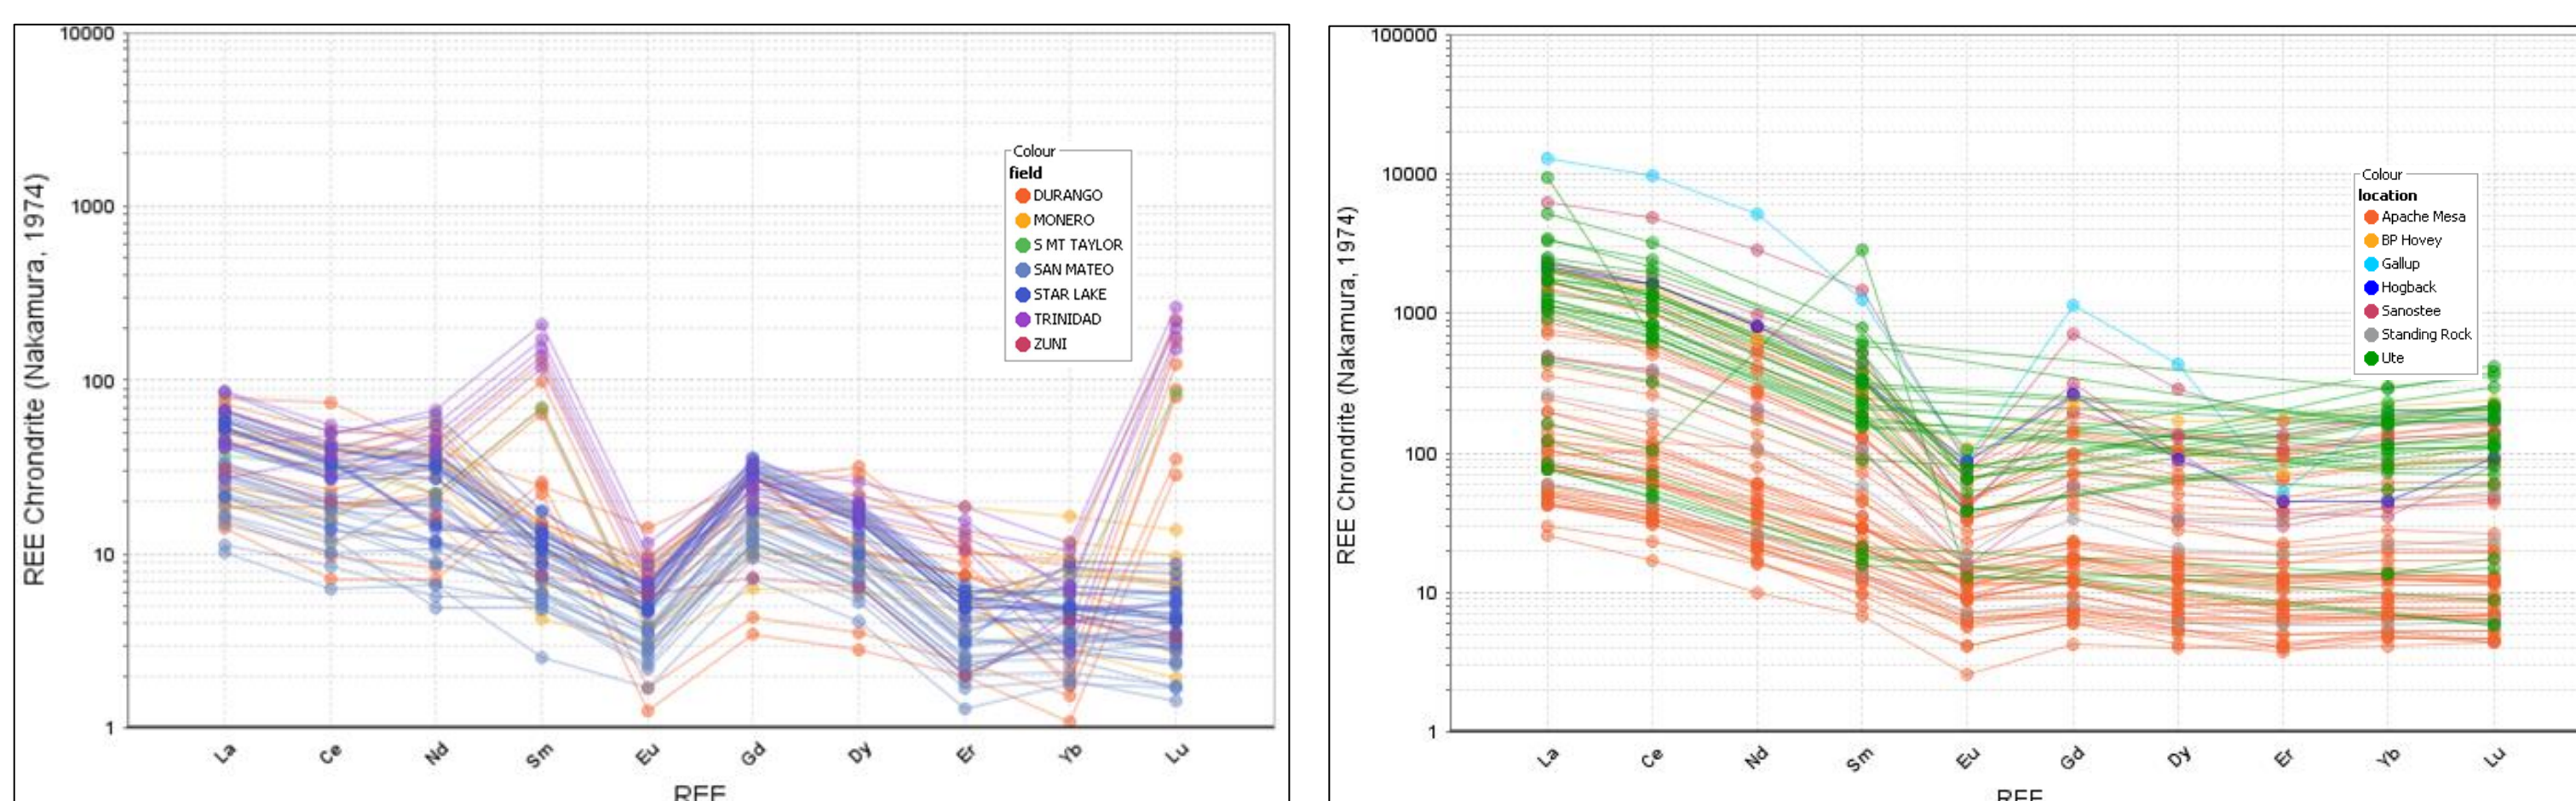 10000
1000
100
10
1
REE Chrondrite (Nakamura, 1974)
Colour
field
DURANGO
MONERO
S MT TAYLOR
SAN MATEO
STAR LAKE
TRINIDAD
ZUNI
La
Ce
Nd
Sm
Eu
Gd
Dy
Er
Yb
Lu
REE
100000
10000
1000
100
10
1
REE Chrondrite (Nakamura, 1974)
Colour
location
Apache Mesa
BP Hovey
Gallup
Hogback
Sanostee
Standing Rock
Ute
La
Ce
Nd
Sm
Eu
Gd
Dy
Er
Yb
Lu
REE